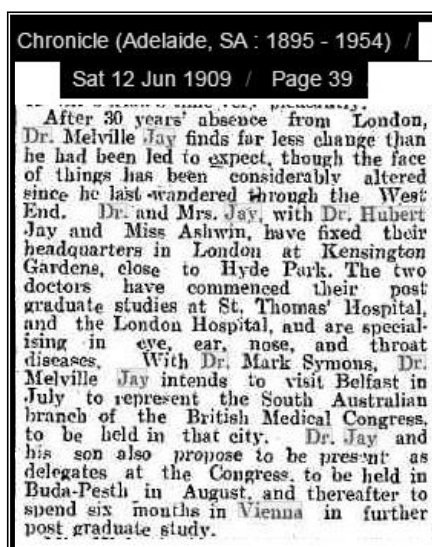 Chronicle (Adelaide, SA : 1895 - 1954) /
Sat 12 Jun 1909 / Page 39
After 30 years' absence from London,
Dr. Melville Jay finds far less change than
he had been led to expect, though the face
of things has been considerably altered
since he last wandered through the West
End. Dr. and Mrs. Jay, with Dr. Hubert
Jay and Miss Ashwin, have fixed their
headquarters in London at Kensington
Gardens, close to Hyde Park. The two
doctors have commenced their post
graduate studies at St. Thomas' Hospital,
and the London Hospital, and are special-
ising in eye, ear, nose, and throat
diseases. With Dr. Mark Symons, Dr.
Melville Jay intends to visit Belfast in
July to represent the South Australian
branch of the British Medical Congress,
to be held in that city. Dr. Jay and
his son also propose to be present as
delegates at the Congress, to be held in
Buda-Pesth in August, and thereafter to
spend six months in Vienna in further
post graduate study.